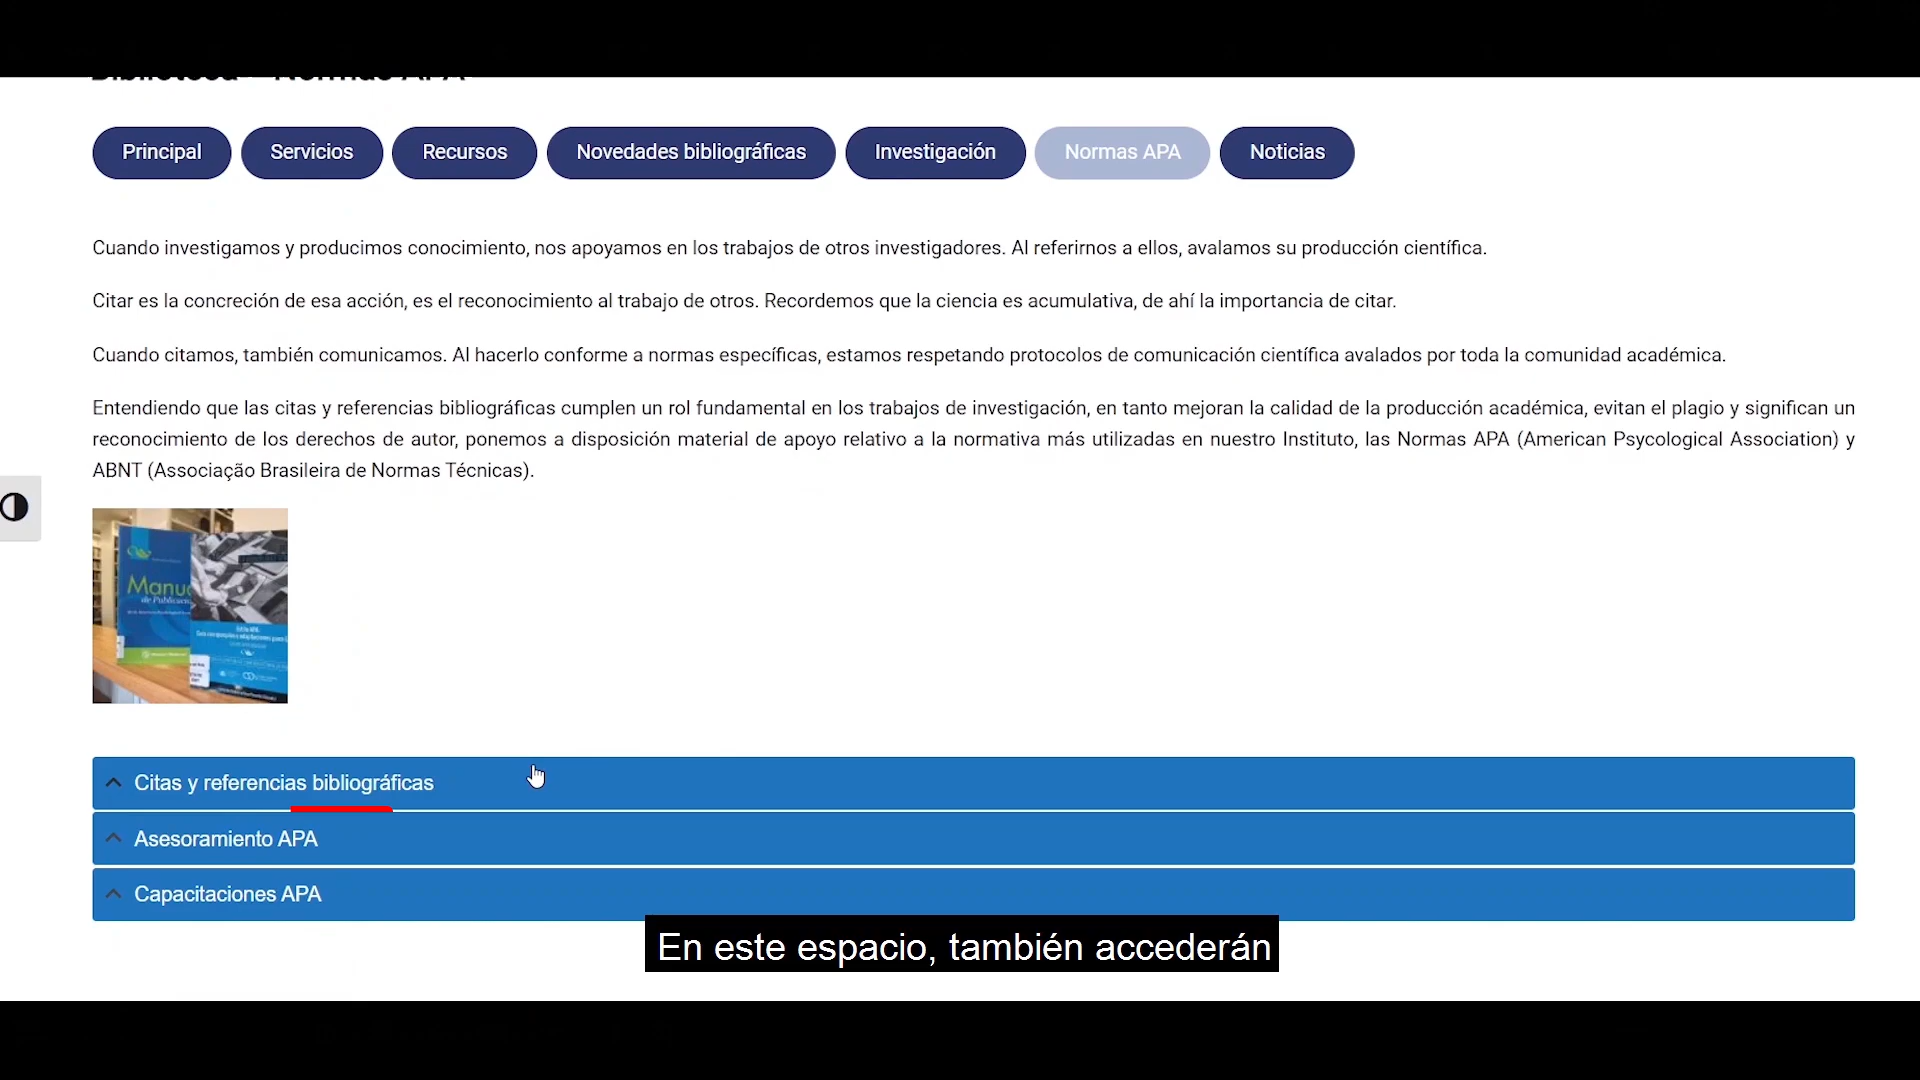 Biblioteca – Normas APA
Principal
Servicios
Recursos
Novedades bibliográficas
Investigación
Normas APA
Noticias
Cuando investigamos y producimos conocimiento, nos apoyamos en los trabajos de otros investigadores. Al referirnos a ellos, avalamos su producción científica.
Citar es la concreción de esa acción, es el reconocimiento al trabajo de otros. Recordemos que la ciencia es acumulativa, de ahí la importancia de citar.
Cuando citamos, también comunicamos. Al hacerlo conforme a normas específicas, estamos respetando protocolos de comunicación científica avalados por toda la comunidad académica.
Entendiendo que las citas y referencias bibliográficas cumplen un rol fundamental en los trabajos de investigación, en tanto mejoran la calidad de la producción académica, evitan el plagio y significan un
reconocimiento de los derechos de autor, ponemos a disposición material de apoyo relativo a la normativa más utilizadas en nuestro Instituto, las Normas APA (American Psycological Association) y
ABNT (Associação Brasileira de Normas Técnicas).
Manu
de Publicac
Citas y referencias bibliográficas
Asesoramiento APA
Capacitaciones APA
En este espacio, también accederán